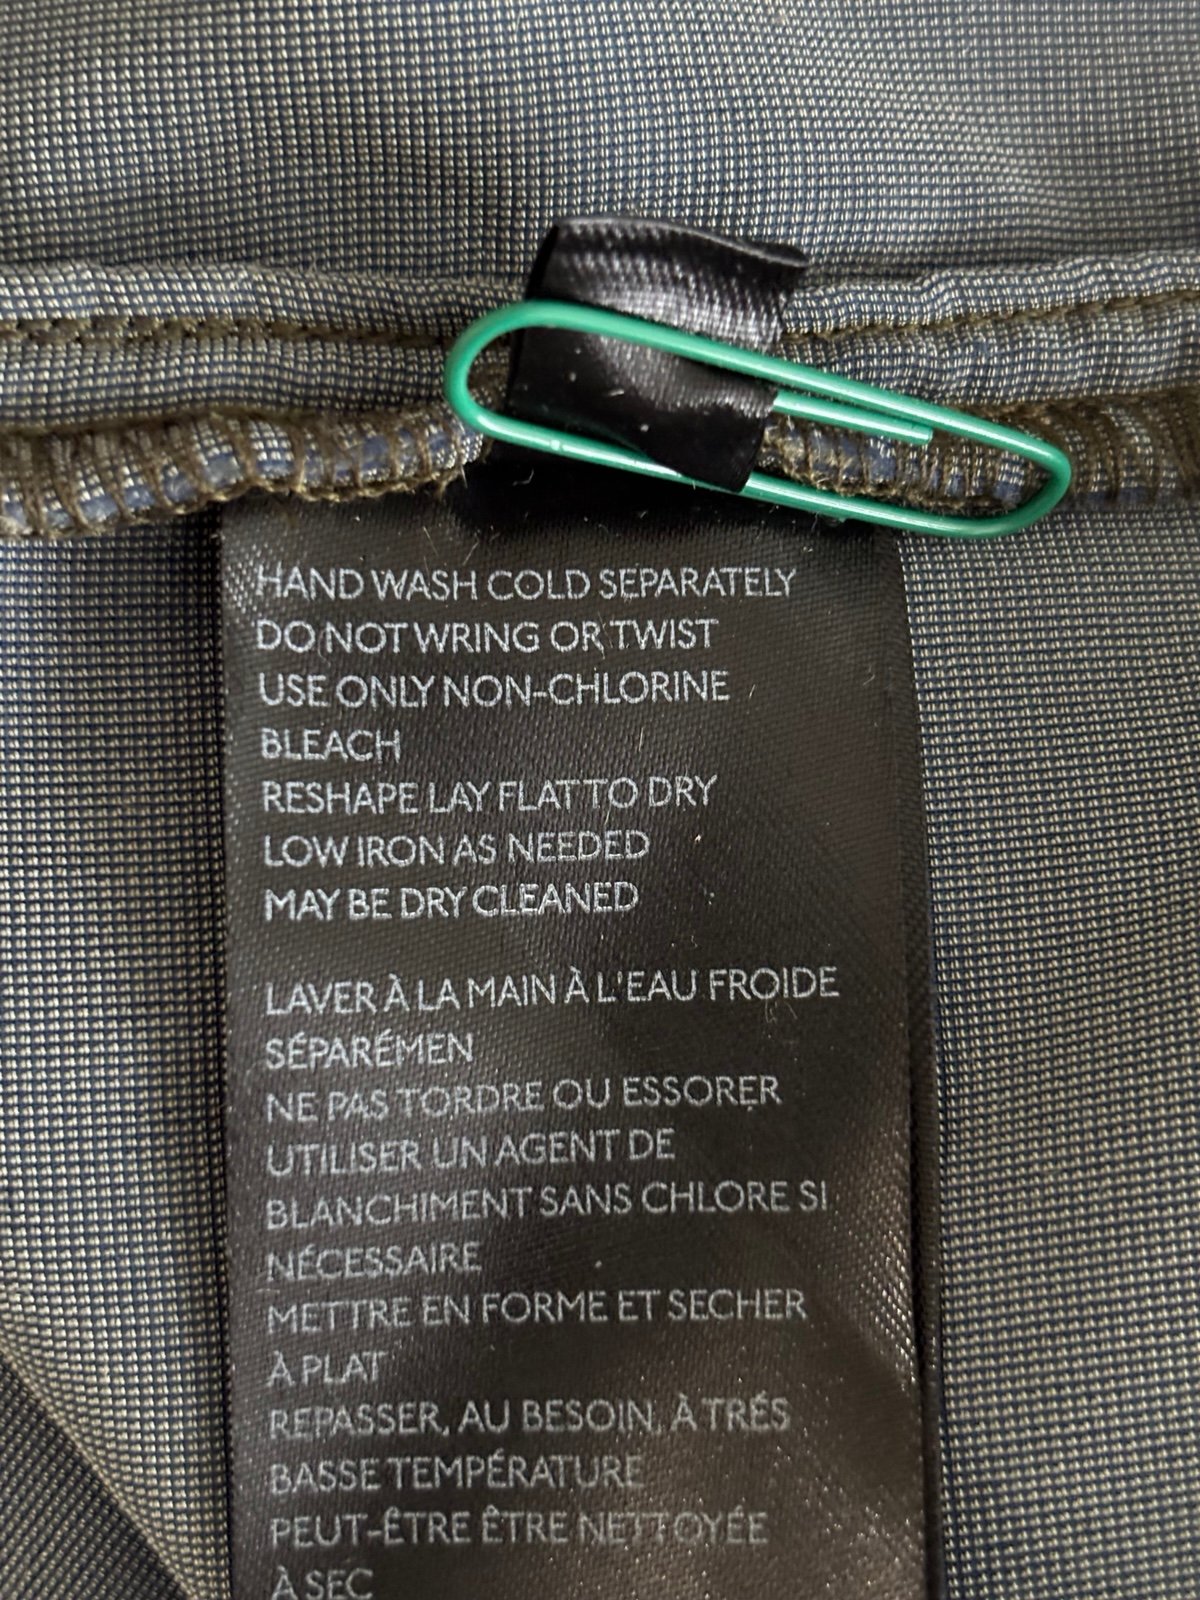 HAND WASH COLD SEPARATELY
DO NOT WRING OR TWIST
USE ONLY NON-CHLORINE
BLEACH
RESHAPE LAY FLAT TO DRY
LOW IRON AS NEEDED
MAY BE DRY CLEANED
LAVER À LA MAIN À L'EAU FROIDE
SÉPARÉMEN
NE PAS TORDRE OU ESSORER
UTILISER UN AGENT DE
BLANCHIMENT SANS CHLORE SI
NÉCESSAIRE
METTRE EN FORME ET SECHER
À PLAT
REPASSER, AU BESOIN, À TRÉS
BASSE TEMPÉRATURE
PEUT-ÊTRE ÊTRE NETTOYÉE
À SEC